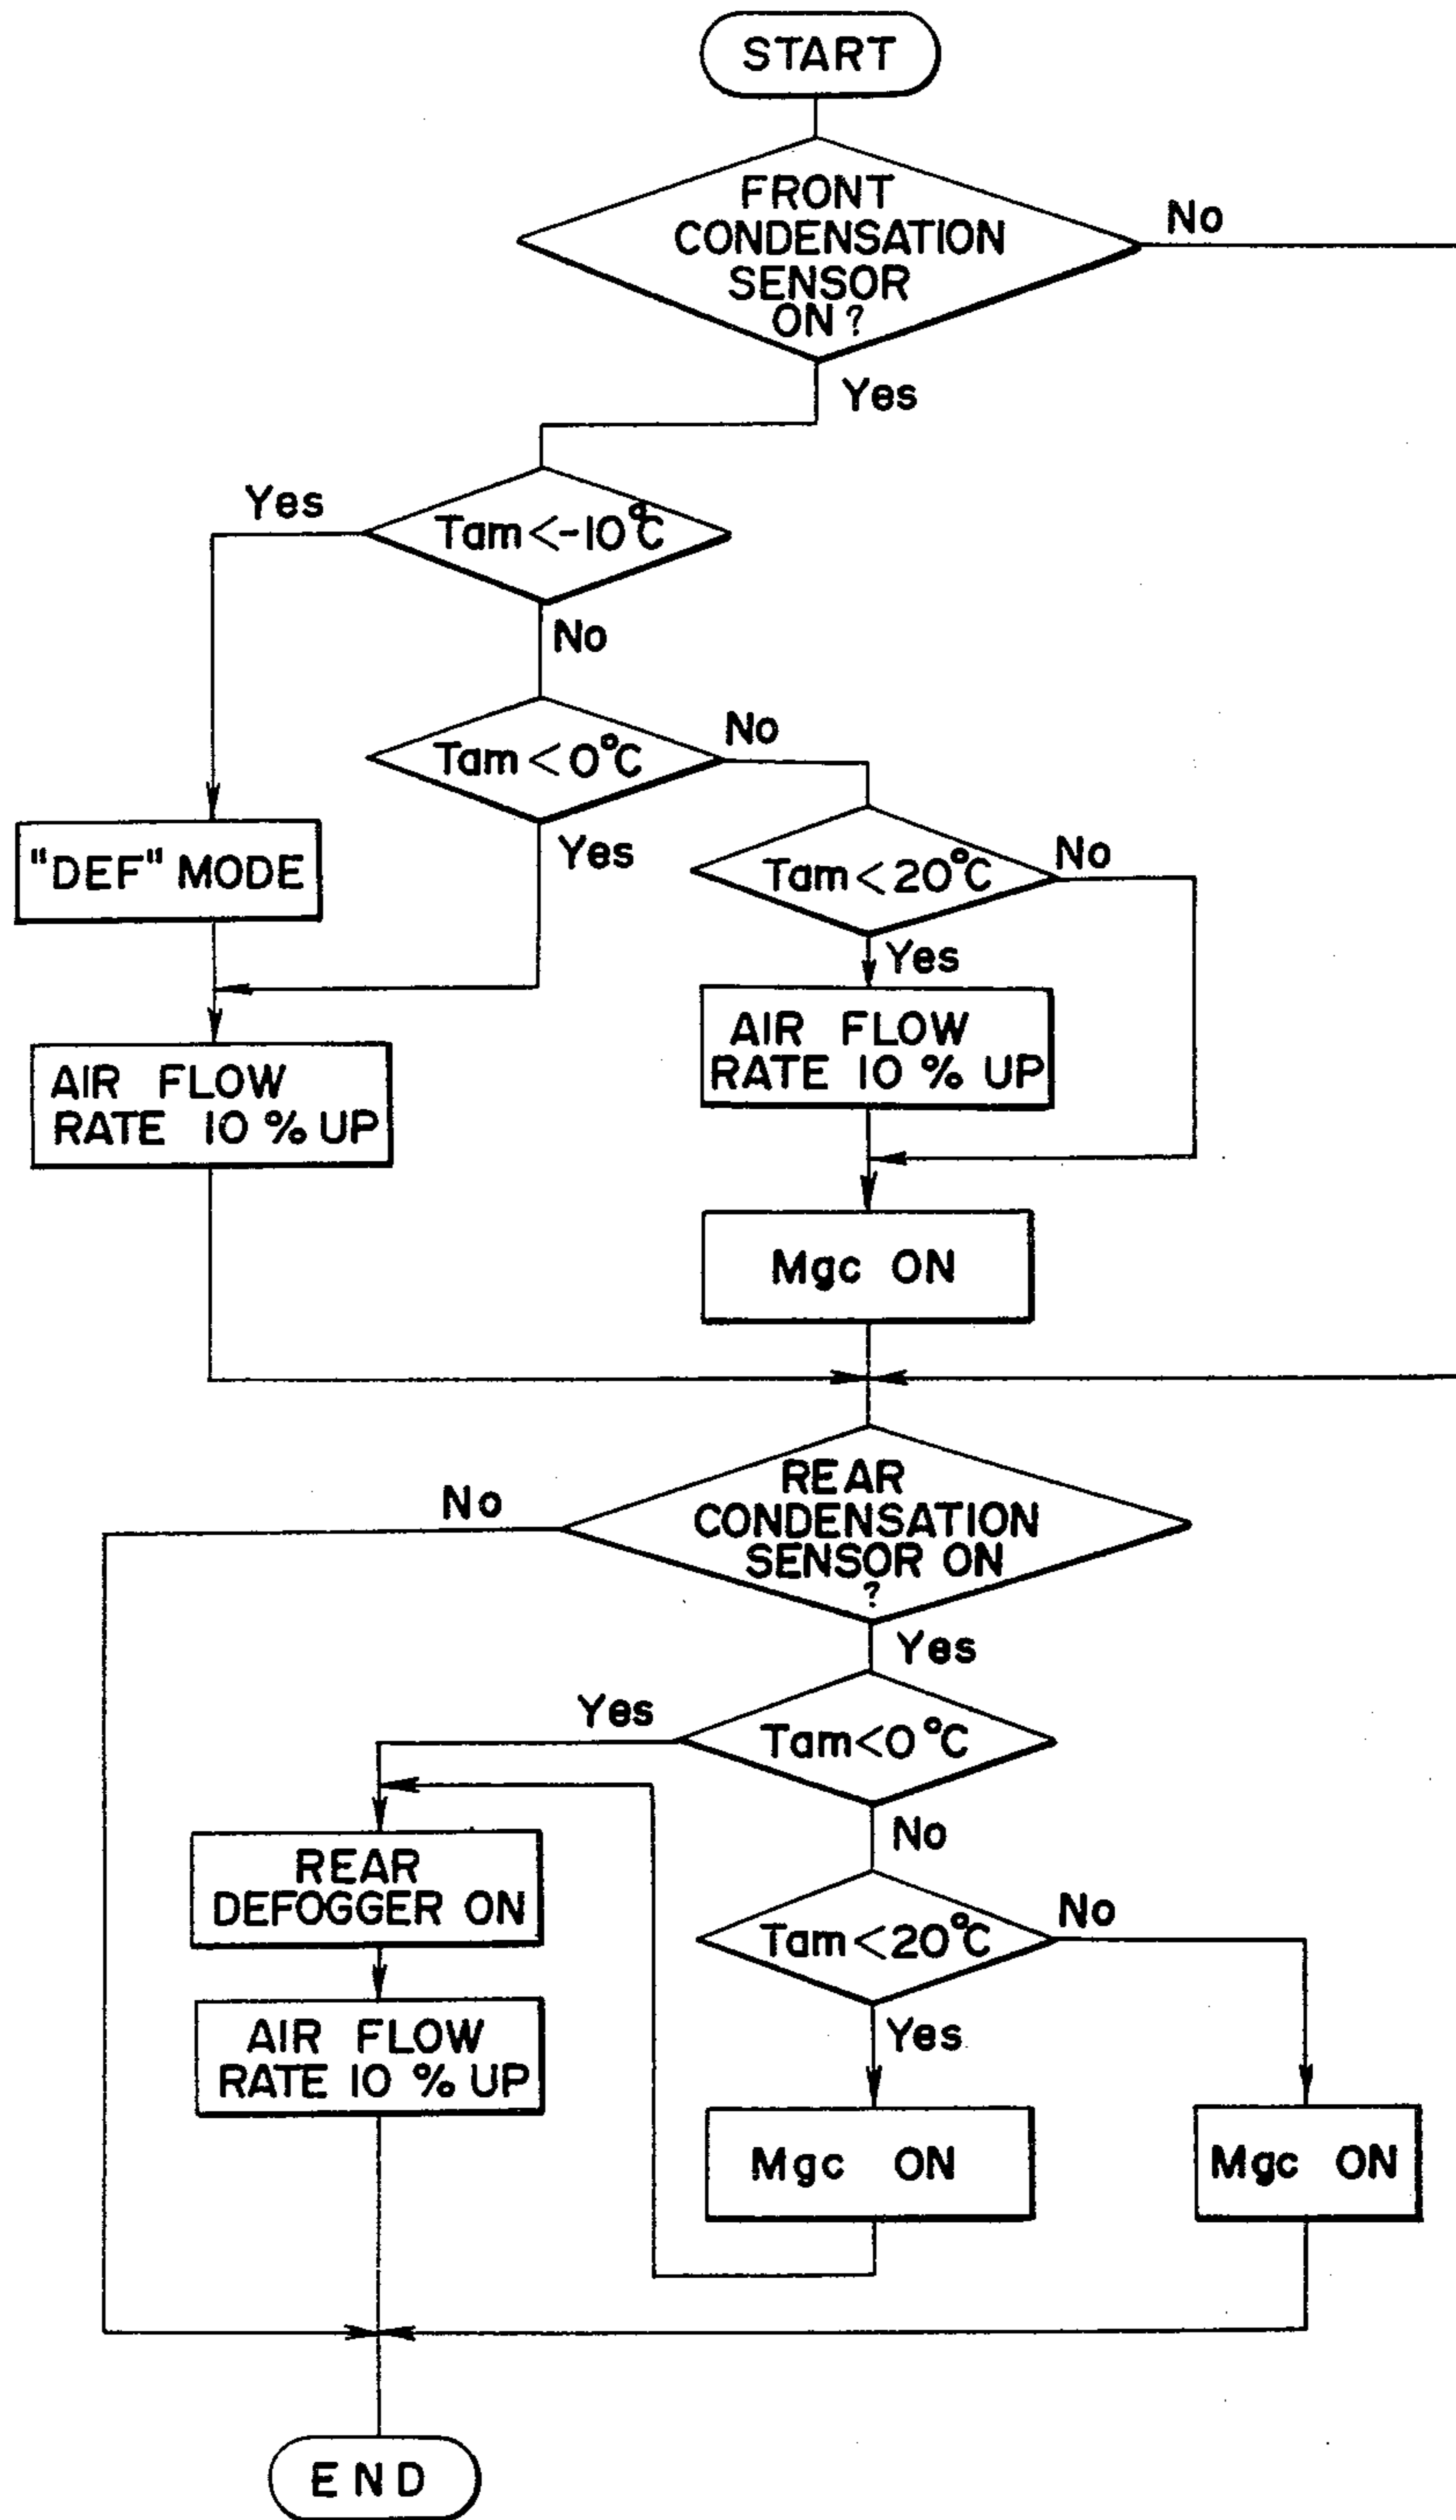 START
FRONT
CONDENSATION
SENSOR
ON?
No
Yes
Yes
Tam<-10°C
No
Tam<0°C
No
Yes
"DEF" MODE
Tam<20°C
No
Yes
AIR FLOW
RATE 10 % UP
AIR FLOW
RATE 10 % UP
Mgc ON
REAR
CONDENSATION
SENSOR ON
?
No
Yes
Yes
Tam<0°C
No
REAR
DEFOGGER ON
Tam<20°C
No
Yes
AIR FLOW
RATE 10 % UP
Mgc ON
Mgc ON
END